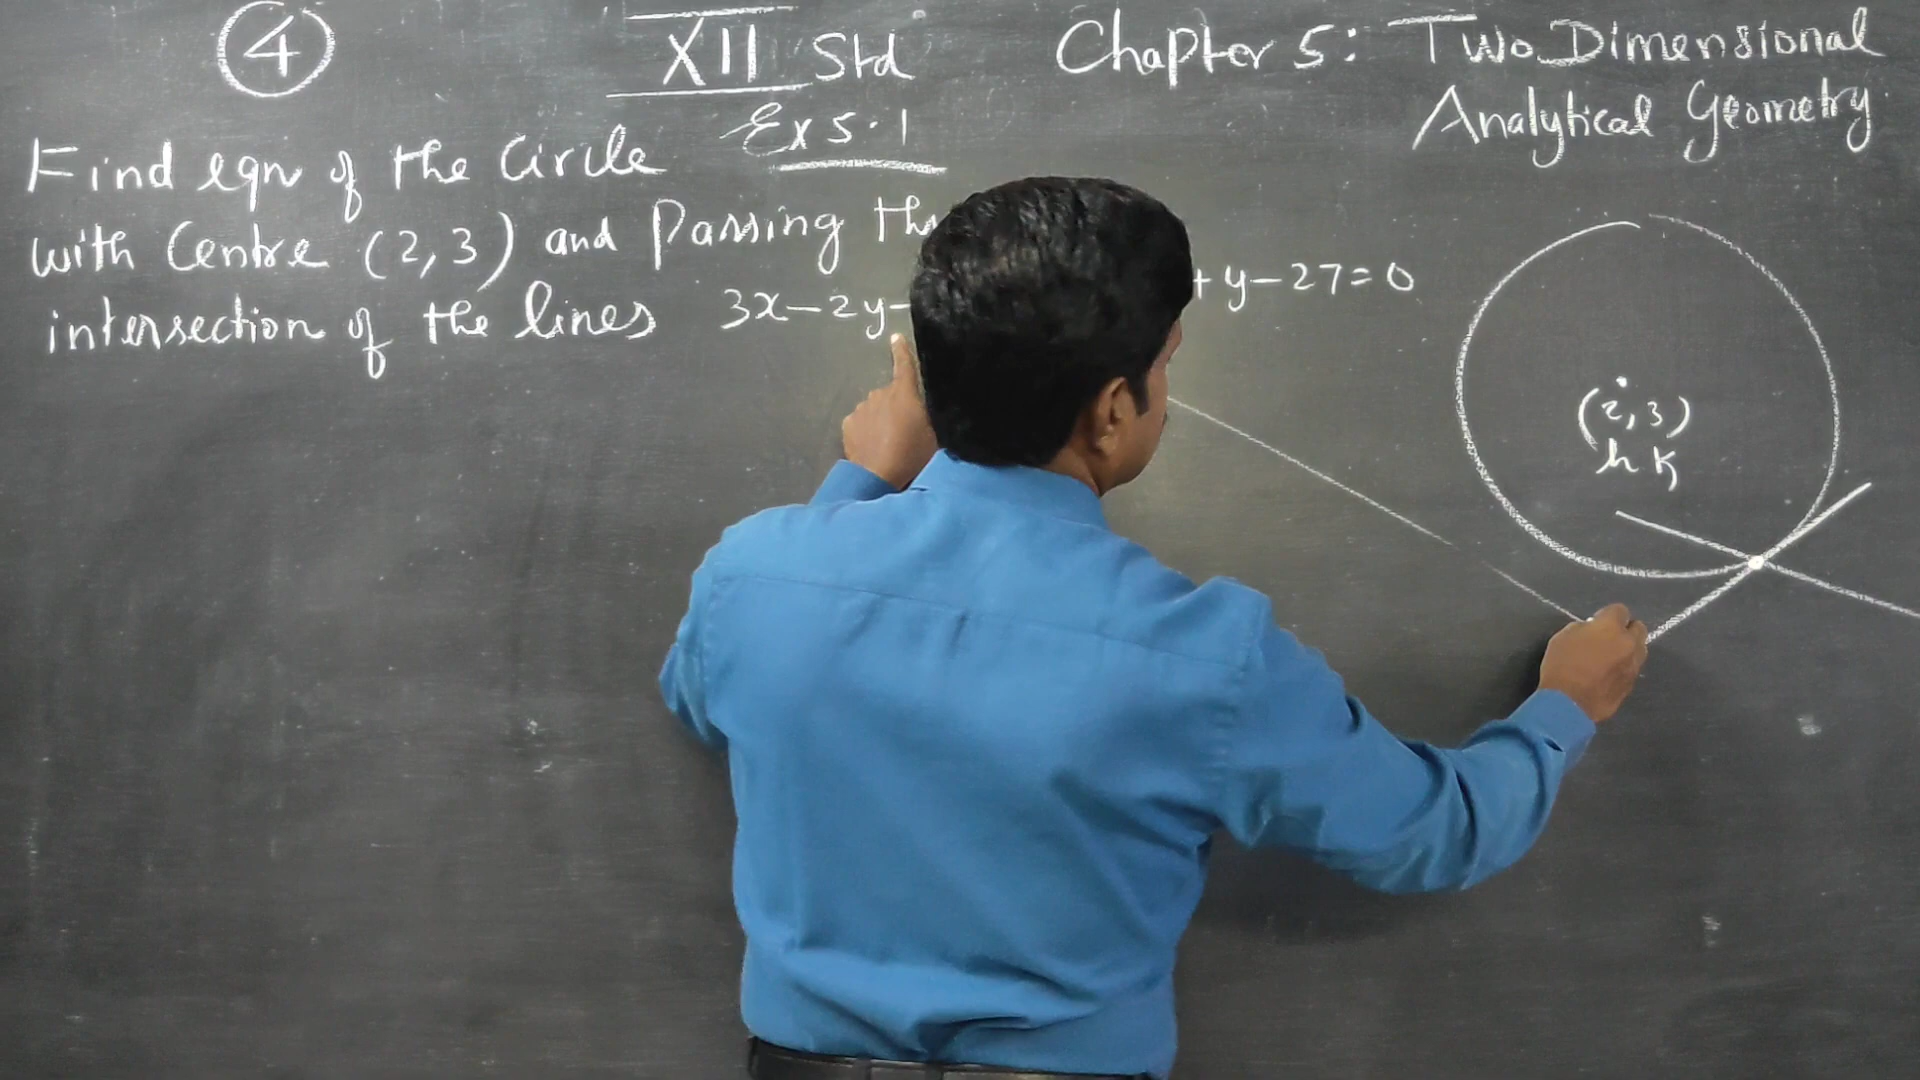 4
XII Std
Chapter 5: Two Dimensional
Analytical Geometry
Ex 5.1
Find eqn of the Circle
with Centre (2,3) and Passing
intersection of the lines 3x-2y- +y-27=0
(2,3)
h k